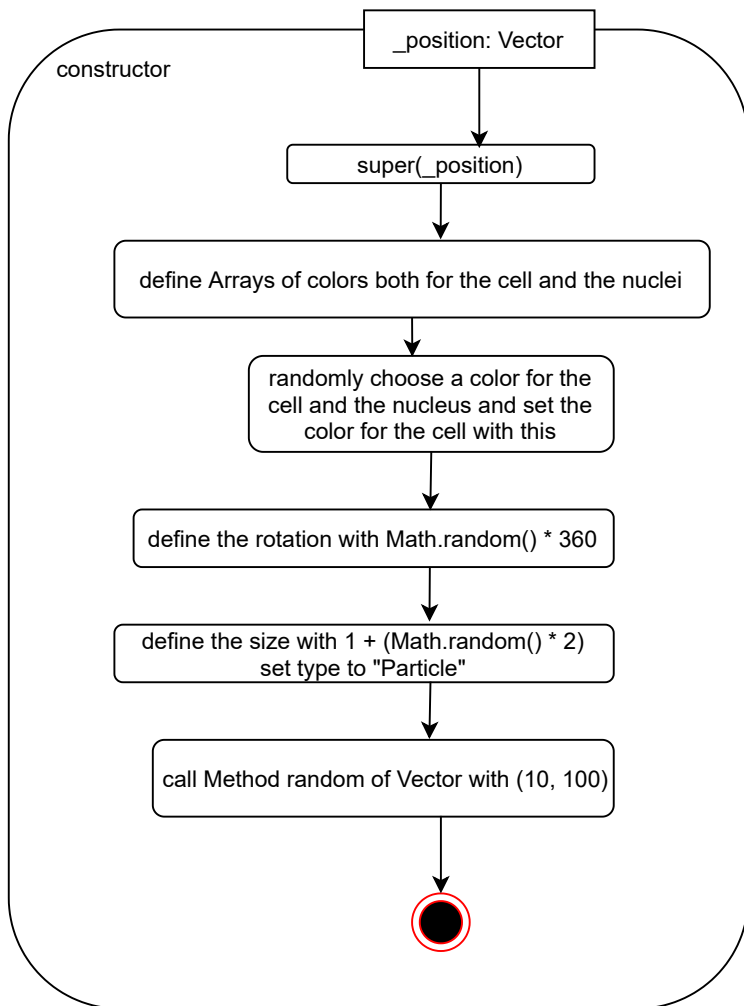 _position: Vector
constructor
super(_position)
define Arrays of colors both for the cell and the nuclei
randomly choose a color for the
cell and the nucleus and set the
color for the cell with this
define the rotation with Math.random() * 360
define the size with 1 + (Math.random() * 2)
set type to "Particle"
call Method random of Vector with (10, 100)